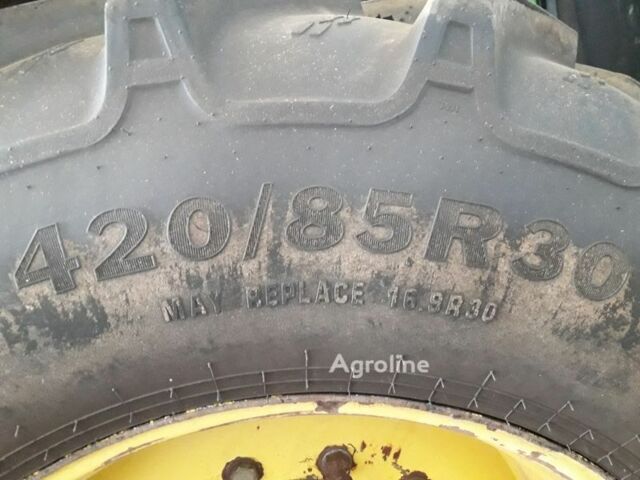 420/85R30
MAY REPLACE 16.9R30
Agroline